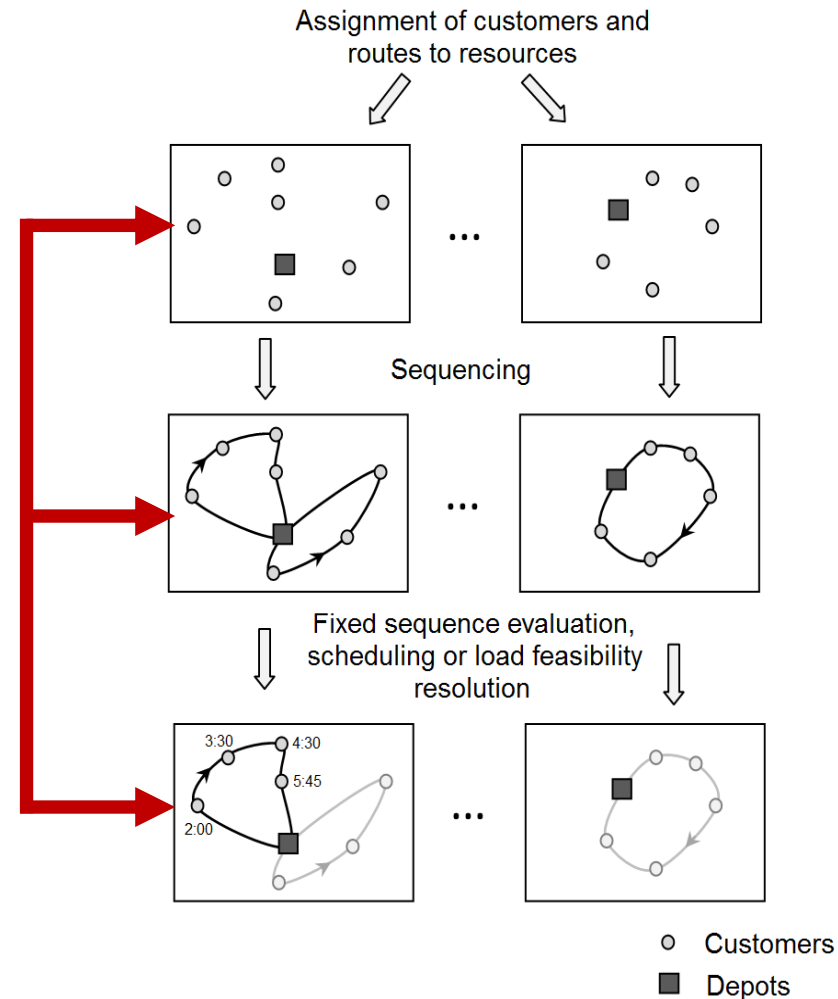 Assignment of customers and
routes to resources
...
Sequencing
...
Fixed sequence evaluation,
scheduling or load feasibility
resolution
3:30
4:30
5:45
2:00
...
Customers
Depots